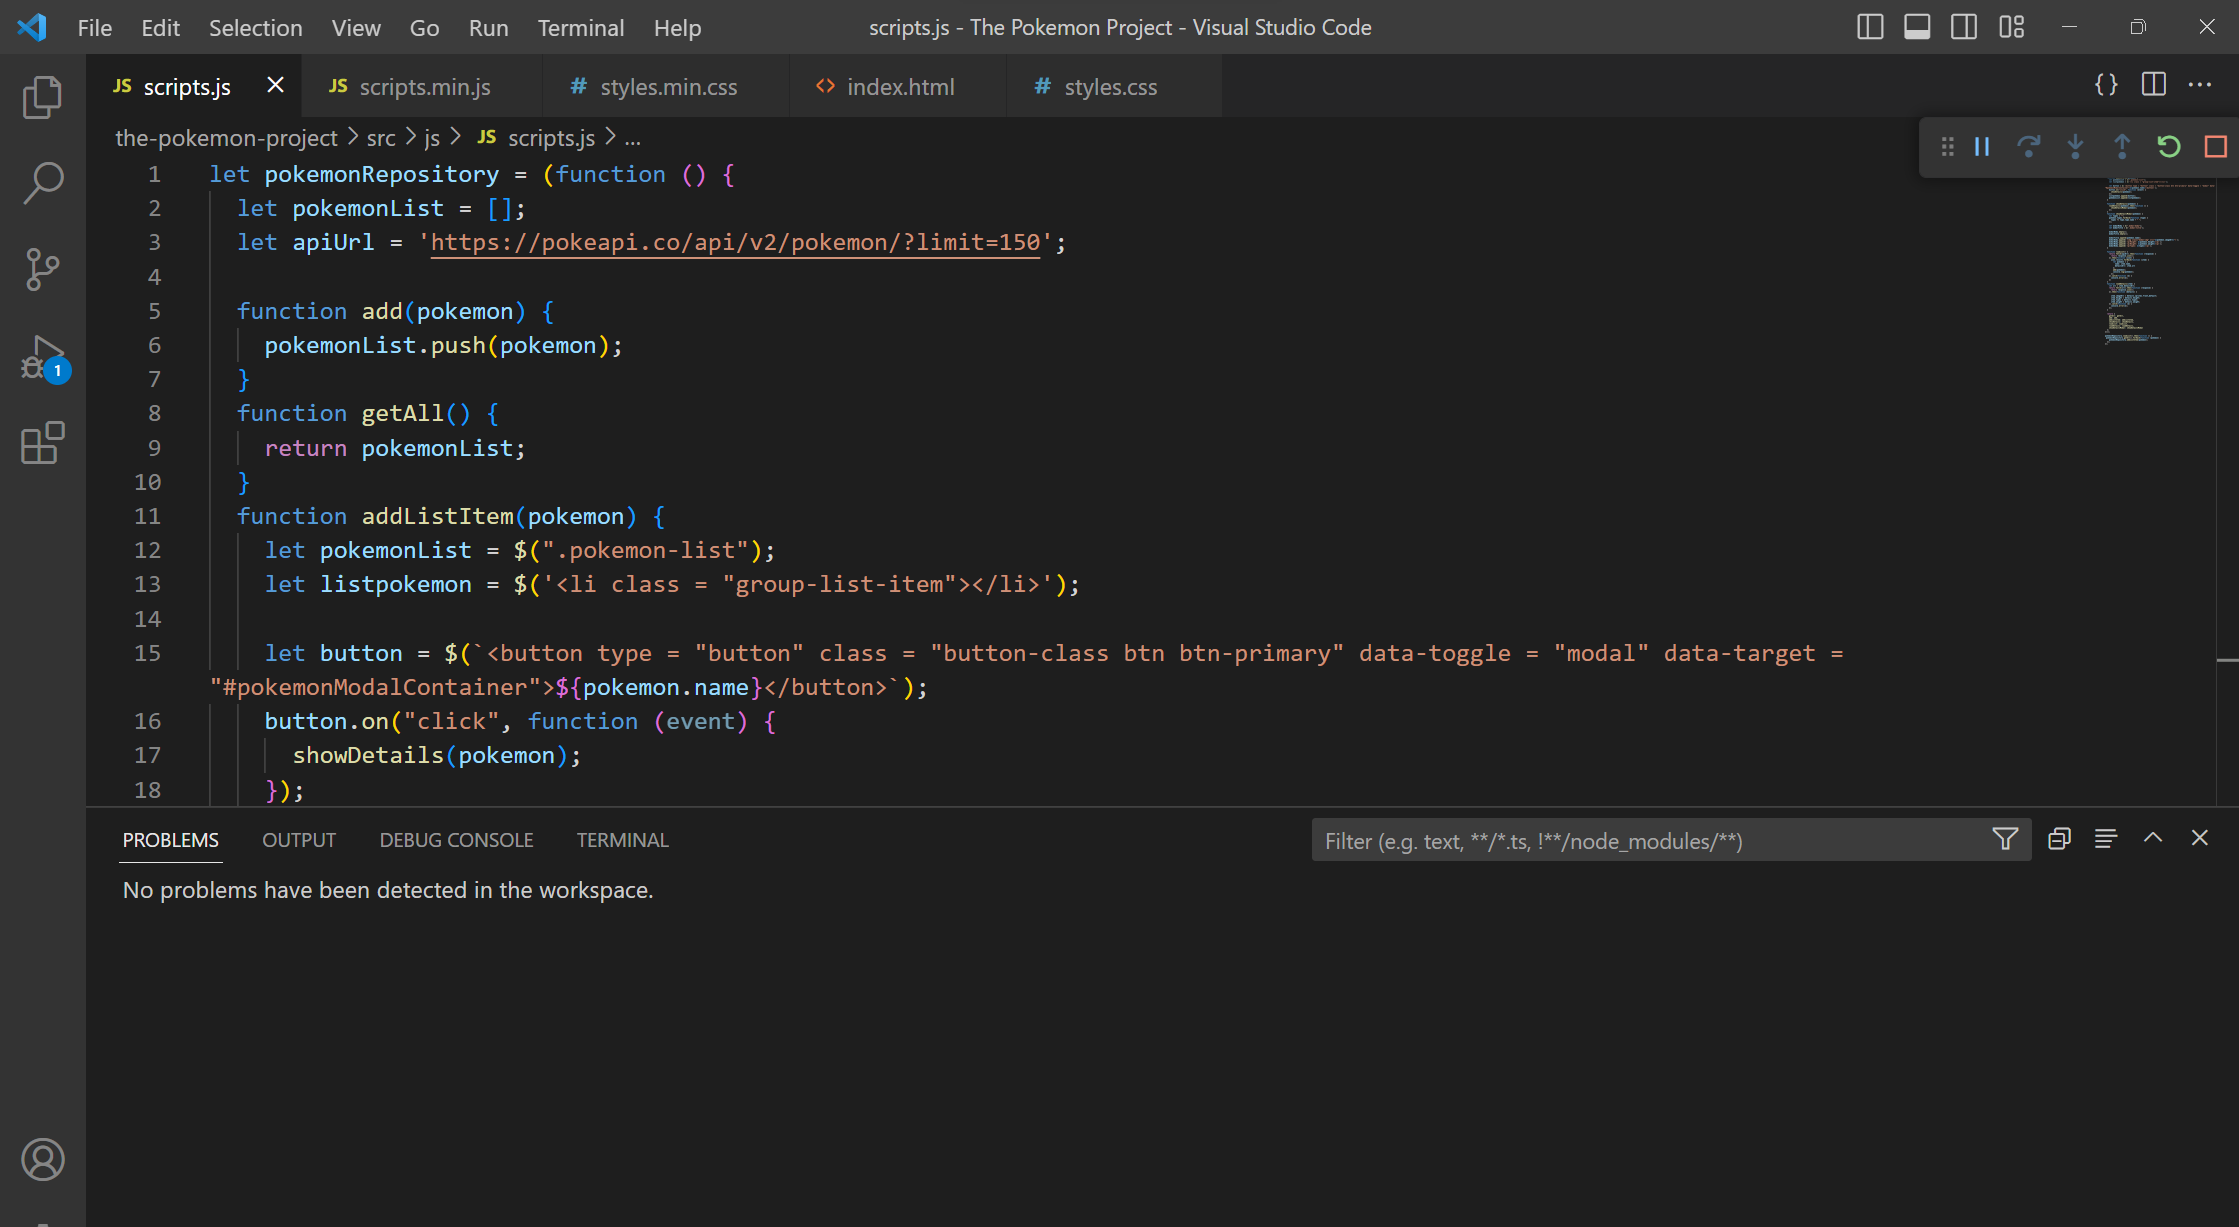 File Edit Selection View Go Run Terminal Help scripts.js - The Pokemon Project - Visual Studio Code
JS scripts.js JS scripts.min.js # styles.min.css <> index.html # styles.css
the-pokemon-project > src > js > JS scripts.js > ...
1 let pokemonRepository = (function () {
2 let pokemonList = [];
3 let apiUrl = 'https://pokeapi.co/api/v2/pokemon/?limit=150';
4
5 function add(pokemon) {
6 pokemonList.push(pokemon);
7 }
8 function getAll() {
9 return pokemonList;
10 }
11 function addListItem(pokemon) {
12 let pokemonList = $(".pokemon-list");
13 let listpokemon = $('<li class = "group-list-item"></li>');
14
15 let button = $(`<button type = "button" class = "button-class btn btn-primary" data-toggle = "modal" data-target =
"#pokemonModalContainer">${pokemon.name}</button>`);
16 button.on("click", function (event) {
17 showDetails(pokemon);
18 });
1
PROBLEMS OUTPUT DEBUG CONSOLE TERMINAL Filter (e.g. text, **/*.ts, !**/node_modules/**)
No problems have been detected in the workspace.